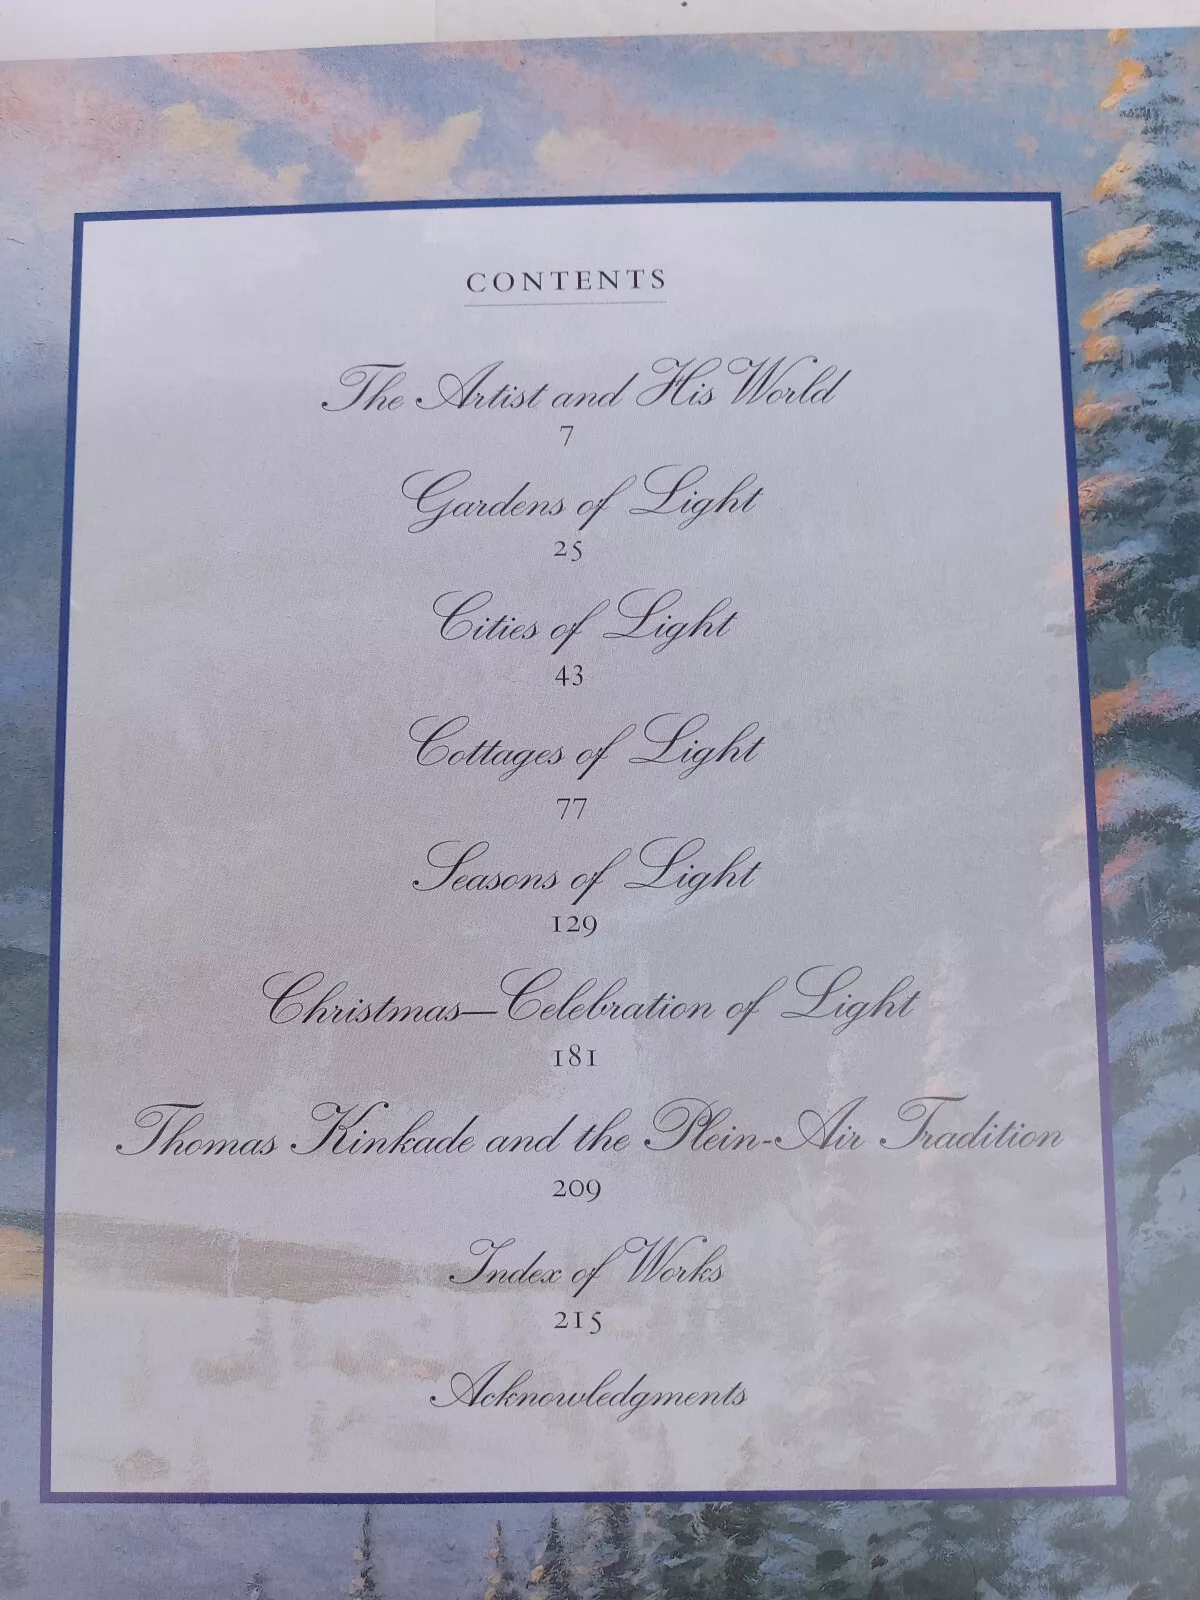 CONTENTS
The Artist and His World
7
Gardens of Light
25
Cities of Light
43
Cottages of Light
77
Seasons of Light
129
Christmas—Celebration of Light
181
Thomas Kinkade and the Plein-Air Tradition
209
Index of Works
215
Acknowledgments